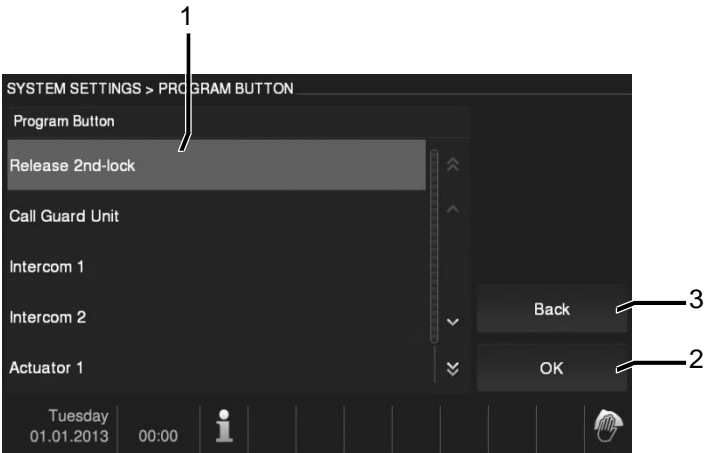 1
SYSTEM SETTINGS > PROGRAM BUTTON
Program Button
Release 2nd-lock
Call Guard Unit
Intercom 1
Intercom 2
Actuator 1
Back
3
OK
2
Tuesday
01.01.2013
00:00
i